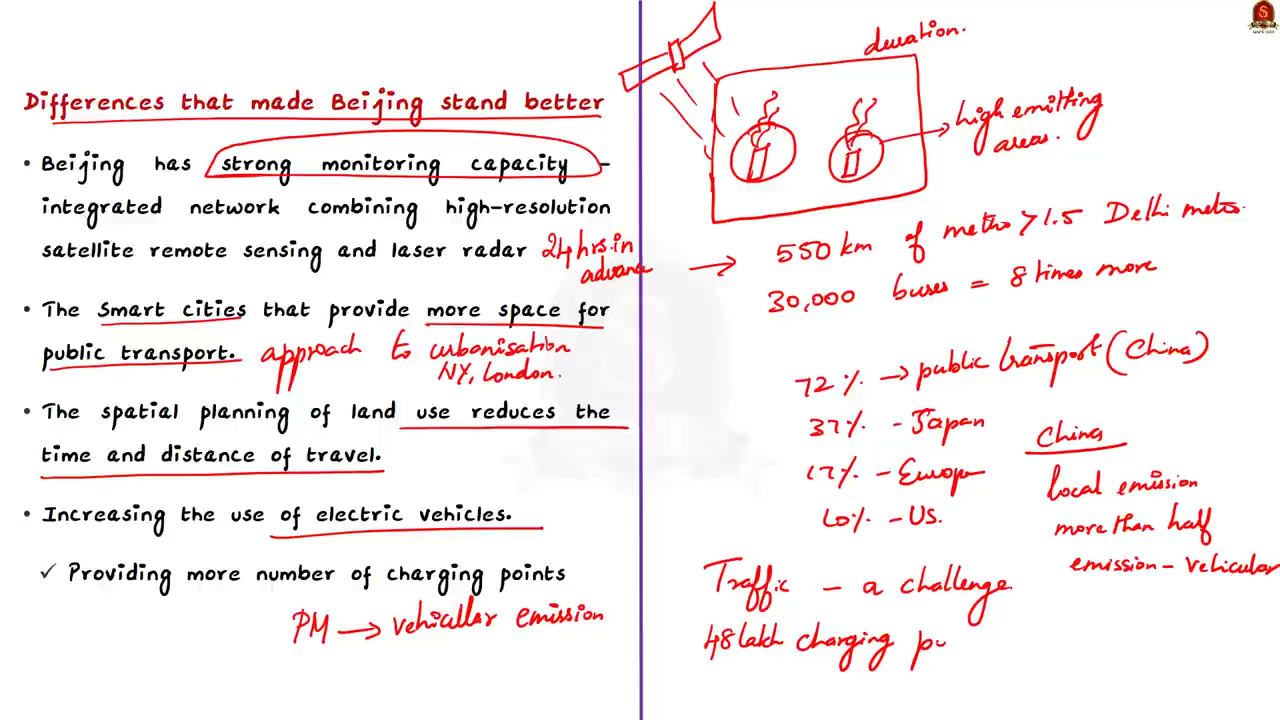 Differences that made Beijing stand better
• Beijing has strong monitoring capacity -
integrated network combining high-resolution
satellite remote sensing and laser radar 24 hrs. in
advance
• The smart cities that provide more space for
public transport. approach to urbanisation
NY, London.
• The spatial planning of land use reduces the
time and distance of travel.
• Increasing the use of electric vehicles.
✓ Providing more number of charging points
PM → vehicular emission
duration.
high emitting
areas.
→ 550 km of metro > 1.5 Delhi metro.
30,000 buses = 8 times more
72% → public transport (China)
37% - Japan
17% - Europe
10% - US.
China
local emission
more than half
emission - vehicular
Traffic - a challenge
48 lakh charging po
S